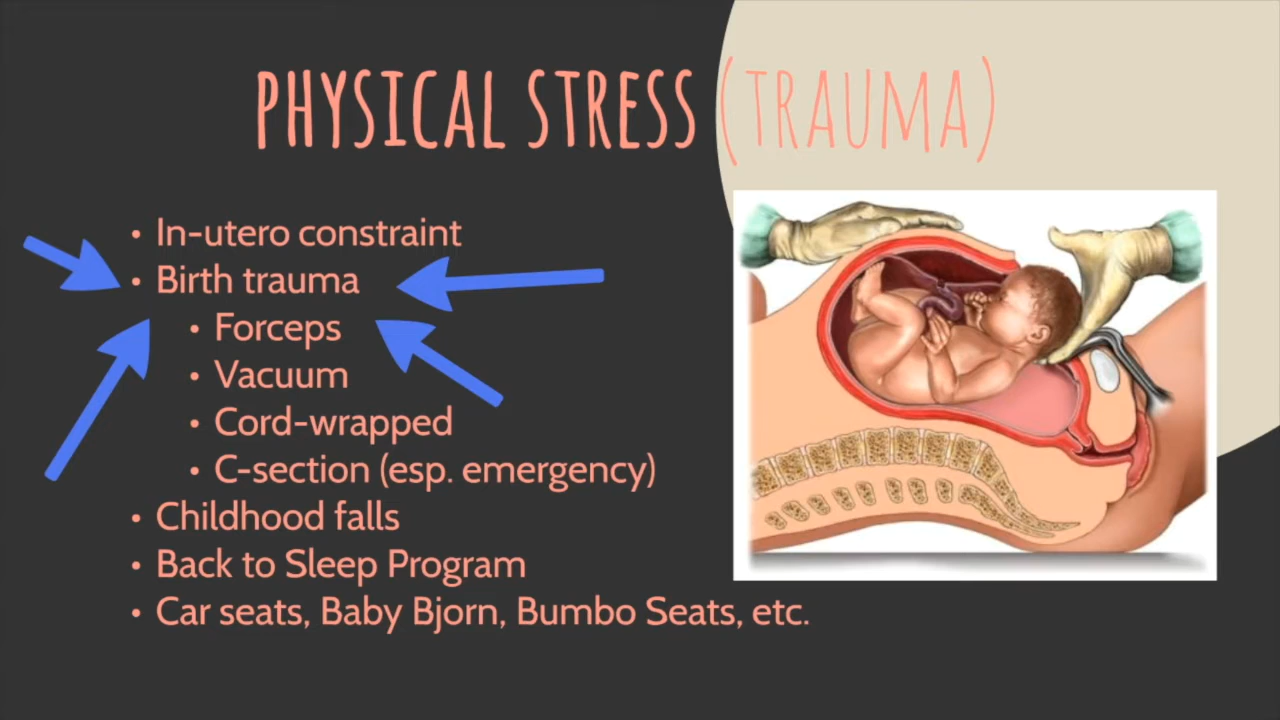 PHYSICAL STRESS (TRAUMA)
• In-utero constraint
• Birth trauma
• Forceps
• Vacuum
• Cord-wrapped
• C-section (esp. emergency)
• Childhood falls
• Back to Sleep Program
• Car seats, Baby Bjorn, Bumbo Seats, etc.